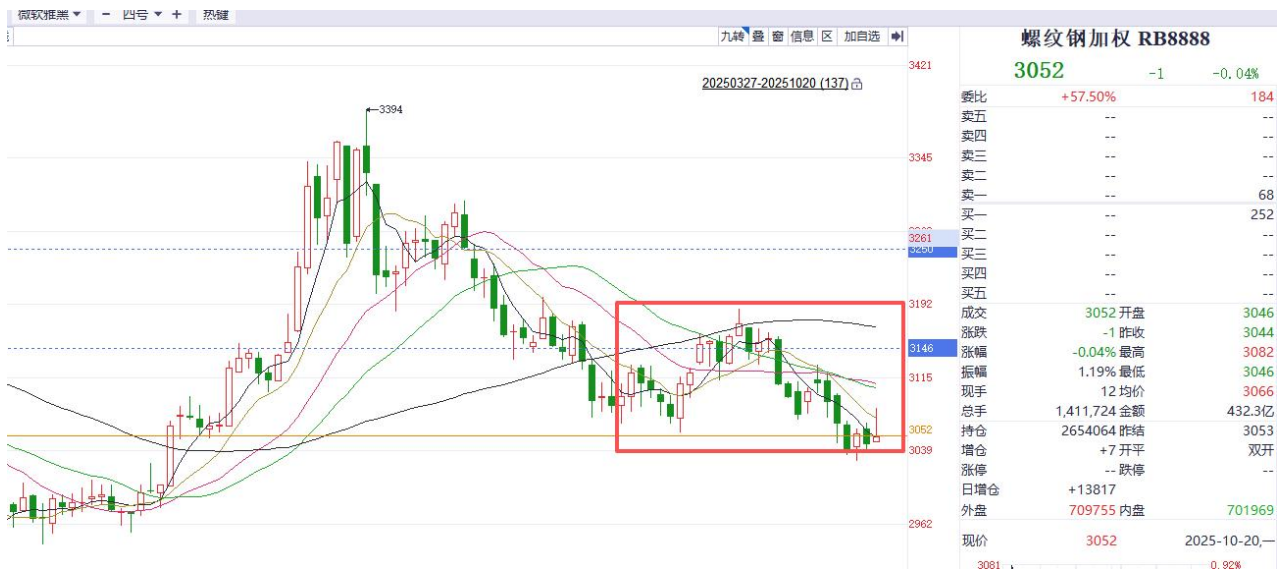 微软雅黑 四号 热键
九转 叠 窗 信息 区 加自选
20250327-20251020 (137)
3394
3421
3345
3261
3260
3192
3146
3115
3052
3039
2962
螺纹钢加权 RB8888
3052 -1 -0.04%
委比 +57.50% 184
卖五 -- --
卖四 -- --
卖三 -- --
卖二 -- --
卖一 -- 68
买一 -- 252
买二 -- --
买三 -- --
买四 -- --
买五 -- --
成交 3052 开盘 3046
涨跌 -1 昨收 3044
涨幅 -0.04% 最高 3082
振幅 1.19% 最低 3046
现手 12 均价 3066
总手 1,411,724 金额 432.3亿
持仓 2654064 昨结 3053
增仓 +7 开平 双开
涨停 -- 跌停 --
日增仓 +13817
外盘 709755 内盘 701969
现价 3052 2025-10-20,一
3081 0.92%